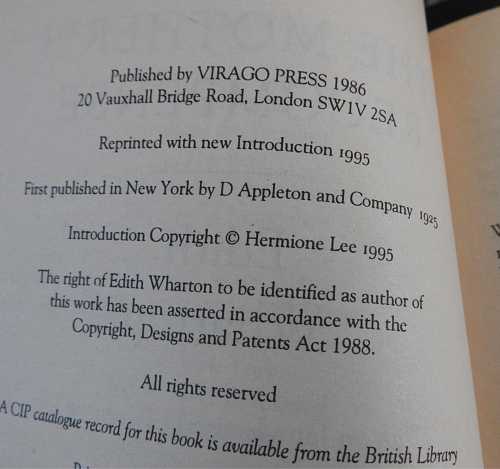 Published by VIRAGO PRESS 1986
20 Vauxhall Bridge Road, London SW1V 2SA
Reprinted with new Introduction 1995
First published in New York by D Appleton and Company 1925
Introduction Copyright © Hermione Lee 1995
The right of Edith Wharton to be identified as author of
this work has been asserted in accordance with the
Copyright, Designs and Patents Act 1988.
All rights reserved
A CIP catalogue record for this book is available from the British Library